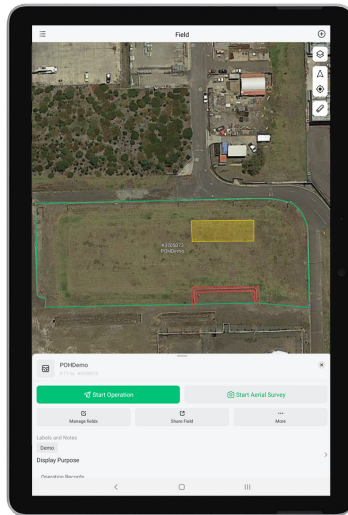 Field
POHDemo
POHDemo
Start Operation
Start Aerial Survey
Manage fields
Share Field
More
Labels and Notes
Demo
Display Purpose
Operation Records